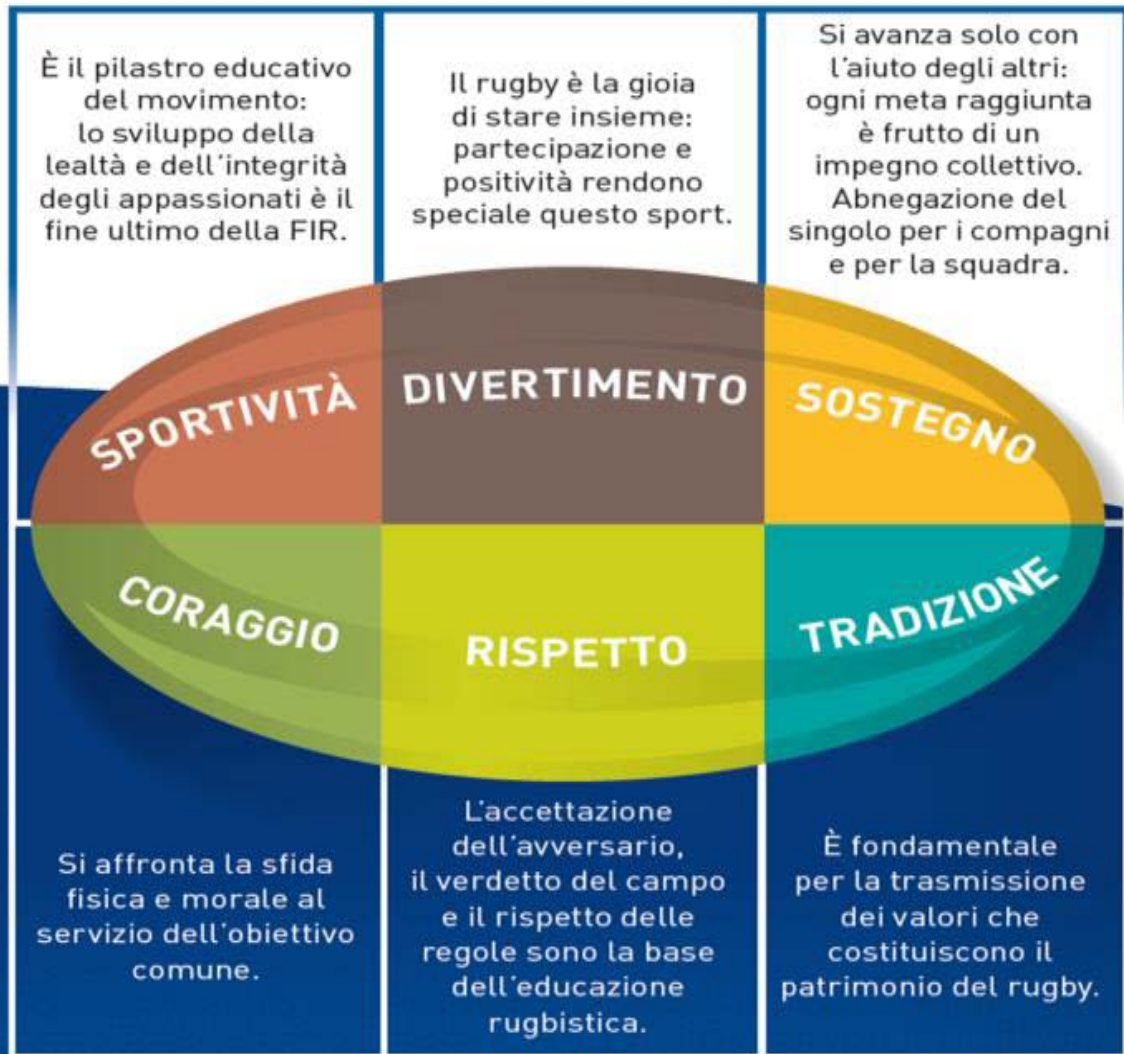 È il pilastro educativo
del movimento:
lo sviluppo della
lealtà e dell'integrità
degli appassionati è il
fine ultimo della FIR.
Il rugby è la gioia
di stare insieme:
partecipazione e
positività rendono
speciale questo sport.
Si avanza solo con
l'aiuto degli altri:
ogni meta raggiunta
è frutto di un
impegno collettivo.
Abnegazione del
singolo per i compagni
e per la squadra.
SPORTIVITÀ
DIVERTIMENTO
SOSTEGNO
CORAGGIO
RISPETTO
TRADIZIONE
Si affronta la sfida
fisica e morale al
servizio dell'obiettivo
comune.
L'accettazione
dell'avversario,
il verdetto del campo
e il rispetto delle
regole sono la base
dell'educazione
rugbistica.
È fondamentale
per la trasmissione
dei valori che
costituiscono il
patrimonio del rugby.